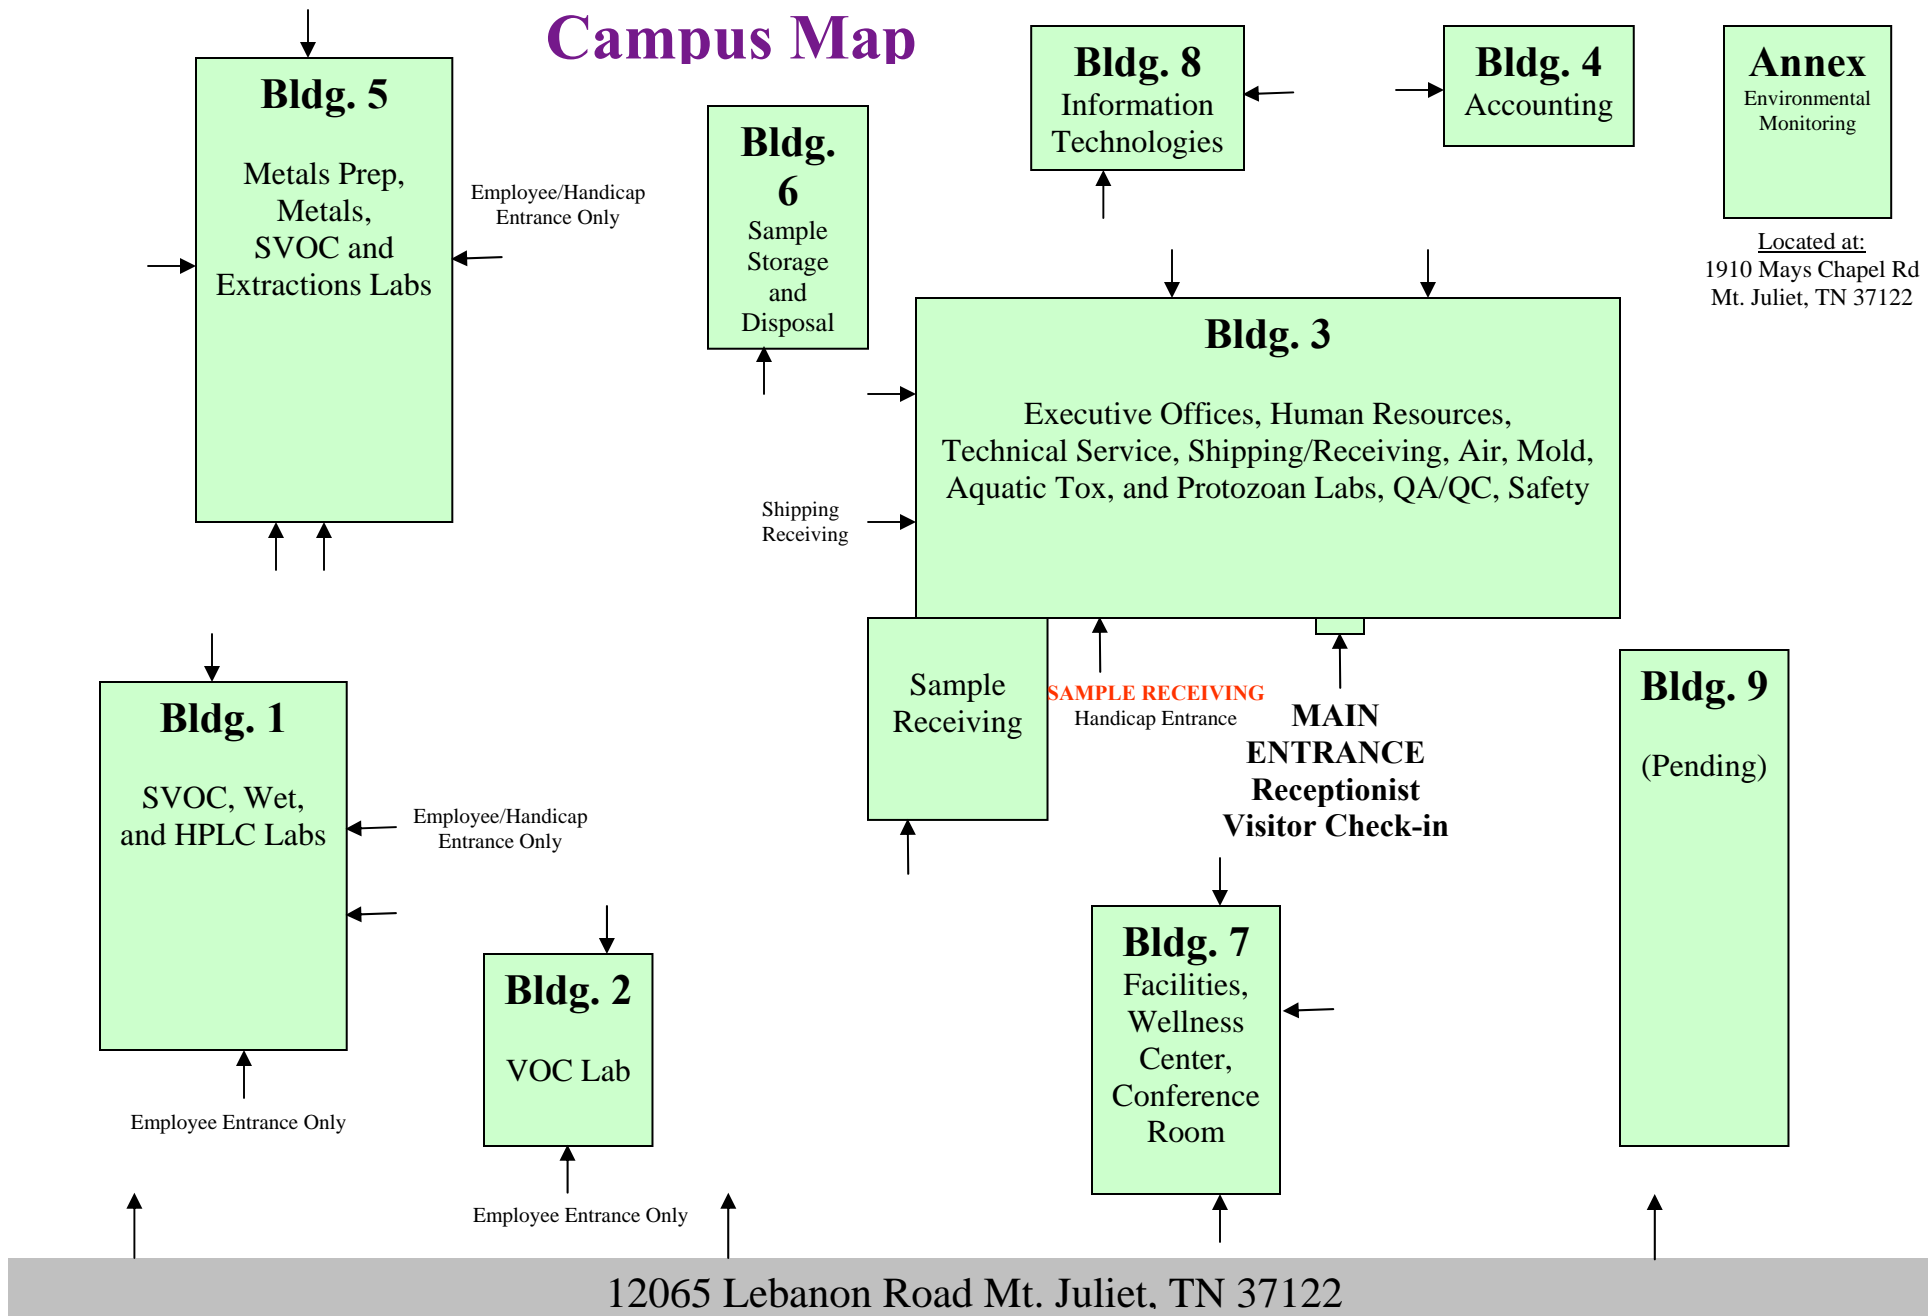 Campus Map
Bldg. 5
Metals Prep,
Metals,
SVOC and
Extractions Labs
Employee/Handicap
Entrance Only
Bldg.
6
Sample
Storage
and
Disposal
Bldg. 8
Information
Technologies
Bldg. 4
Accounting
Annex
Environmental
Monitoring
Located at:
1910 Mays Chapel Rd
Mt. Juliet, TN 37122
Bldg. 3
Executive Offices, Human Resources,
Technical Service, Shipping/Receiving, Air, Mold,
Aquatic Tox, and Protozoan Labs, QA/QC, Safety
Shipping
Receiving
Sample
Receiving
SAMPLE RECEIVING
Handicap Entrance
MAIN
ENTRANCE
Receptionist
Visitor Check-in
Bldg. 9
(Pending)
Bldg. 1
SVOC, Wet,
and HPLC Labs
Employee/Handicap
Entrance Only
Employee Entrance Only
Bldg. 2
VOC Lab
Employee Entrance Only
Bldg. 7
Facilities,
Wellness
Center,
Conference
Room
12065 Lebanon Road Mt. Juliet, TN 37122